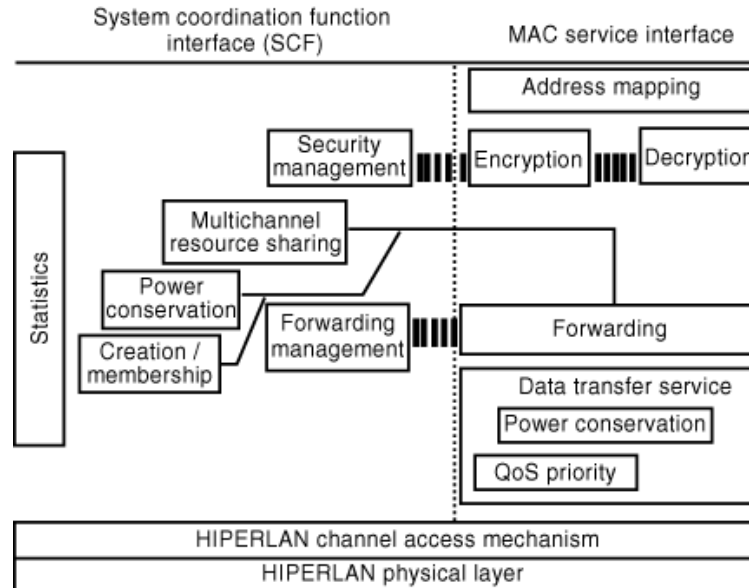 System coordination function
interface (SCF)
MAC service interface
Address mapping
Security
management
Encryption
Decryption
Multichannel
resource sharing
Statistics
Power
conservation
Creation /
membership
Forwarding
management
Forwarding
Data transfer service
Power conservation
QoS priority
HIPERLAN channel access mechanism
HIPERLAN physical layer